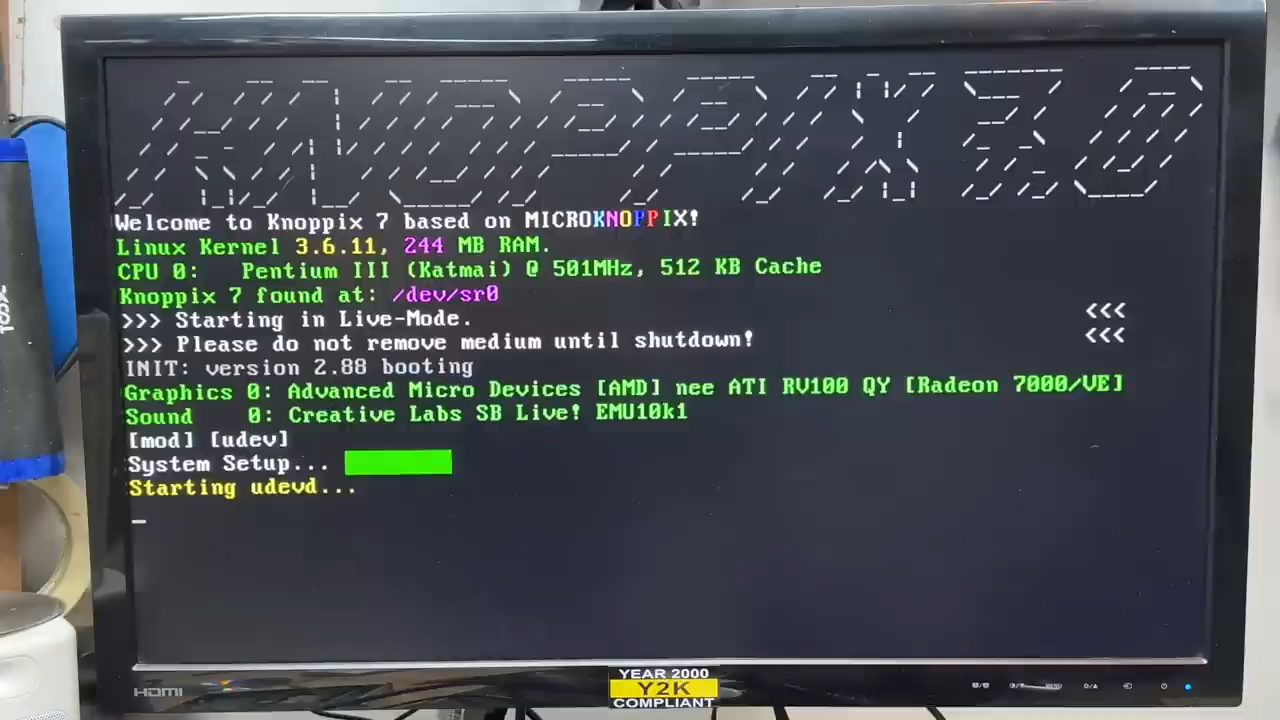 KNOPPIX 7.0
Welcome to Knoppix 7 based on MICROKNOPPIX!
Linux Kernel 3.6.11, 244 MB RAM.
CPU 0:   Pentium III (Katmai) @ 501MHz, 512 KB Cache
Knoppix 7 found at: /dev/sr0
>>> Starting in Live-Mode. <<<
>>> Please do not remove medium until shutdown! <<<
INIT: version 2.88 booting
Graphics 0: Advanced Micro Devices [AMD] nee ATI RV100 QY [Radeon 7000/VE]
Sound    0: Creative Labs SB Live! EMU10k1
[mod] [udev]
System Setup...
Starting udevd...
HDMI
YEAR 2000
Y2K
COMPLIANT
MENU